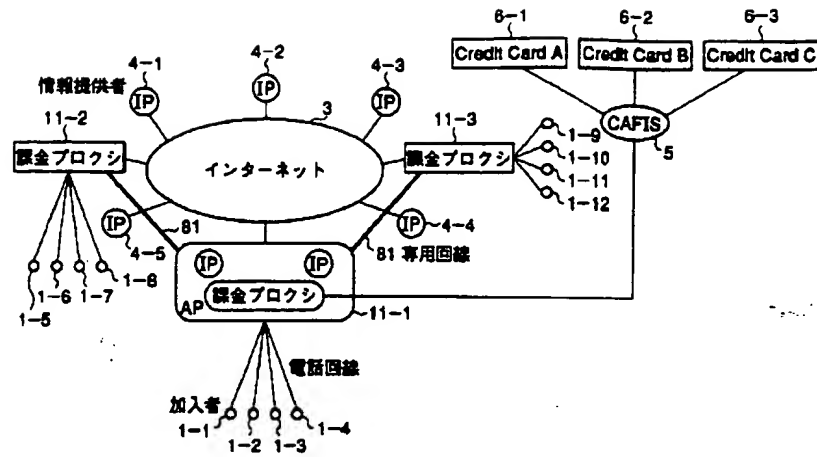 6-1
6-2
6-3
Credit Card A
Credit Card B
Credit Card C
4-1
4-2
4-3
情報提供者
IP
IP
IP
11-2
3
11-3
CAFIS
5
課金プロクシ
インターネット
課金プロクシ
1-9
1-10
1-11
1-12
IP
4-5
81
IP
4-4
81 専用回線
1-5
1-6
1-7
1-8
IP
IP
AP
課金プロクシ
11-1
電話回線
加入者
1-1
1-2
1-3
1-4